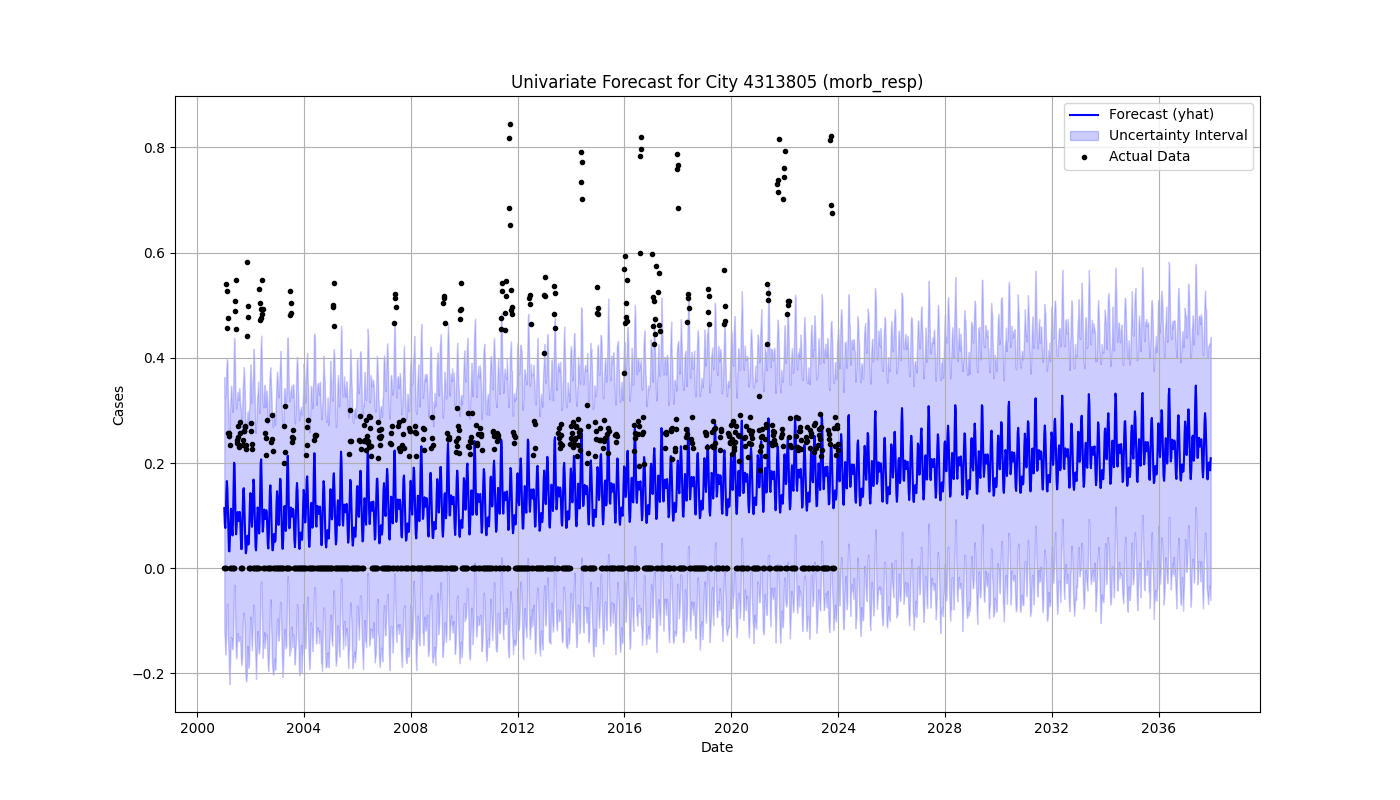 Univariate Forecast for City 4313805 (morb_resp)
Forecast (yhat)
Uncertainty Interval
Actual Data
Cases
0.8
0.6
0.4
0.2
0.0
−0.2
2000 2004 2008 2012 2016 2020 2024 2028 2032 2036
Date